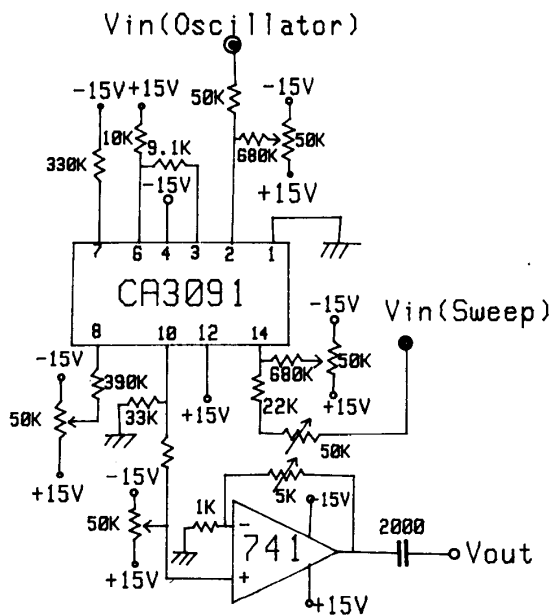 Vin(Oscillator)
-15V +15V
50K
-15V
10K
9.1K
50K
330K
-15V
680K
+15V
7 6 4 3 2 1
CA3091
8 10 12 14
-15V
Vin(Sweep)
-15V
390K
680K
50K
33K
+15V
22K
+15V
50K
50K
+15V
-15V
5K
-15V
50K
1K
-
741
2000
Vout
+15V
+
+15V